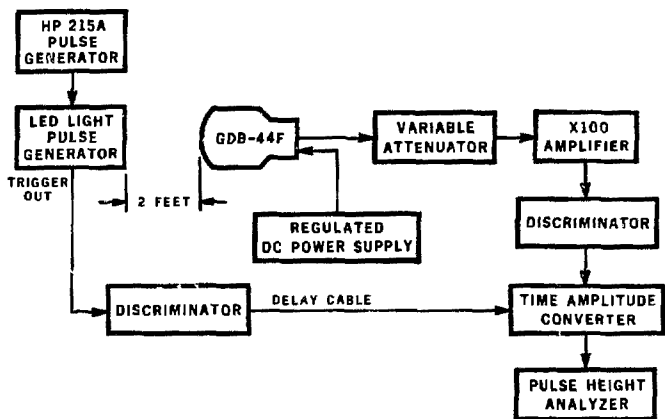 HP 215A
PULSE
GENERATOR
LED LIGHT
PULSE
GENERATOR
TRIGGER
OUT
2 FEET
GDB-44F
VARIABLE
ATTENUATOR
X100
AMPLIFIER
REGULATED
DC POWER SUPPLY
DISCRIMINATOR
DISCRIMINATOR
DELAY CABLE
TIME AMPLITUDE
CONVERTER
PULSE HEIGHT
ANALYZER